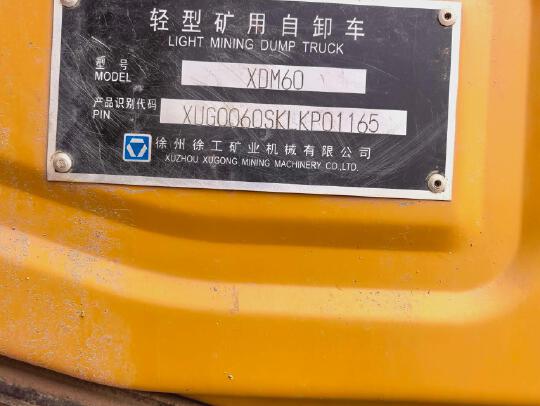 轻型矿用自卸车
LIGHT MINING DUMP TRUCK
型号
MODEL
XDM60
产品识别代码
PIN
XUG0060SKLKP01165
徐州徐工矿业机械有限公司
XUZHOU XUGONG MINING MACHINERY CO.,LTD.